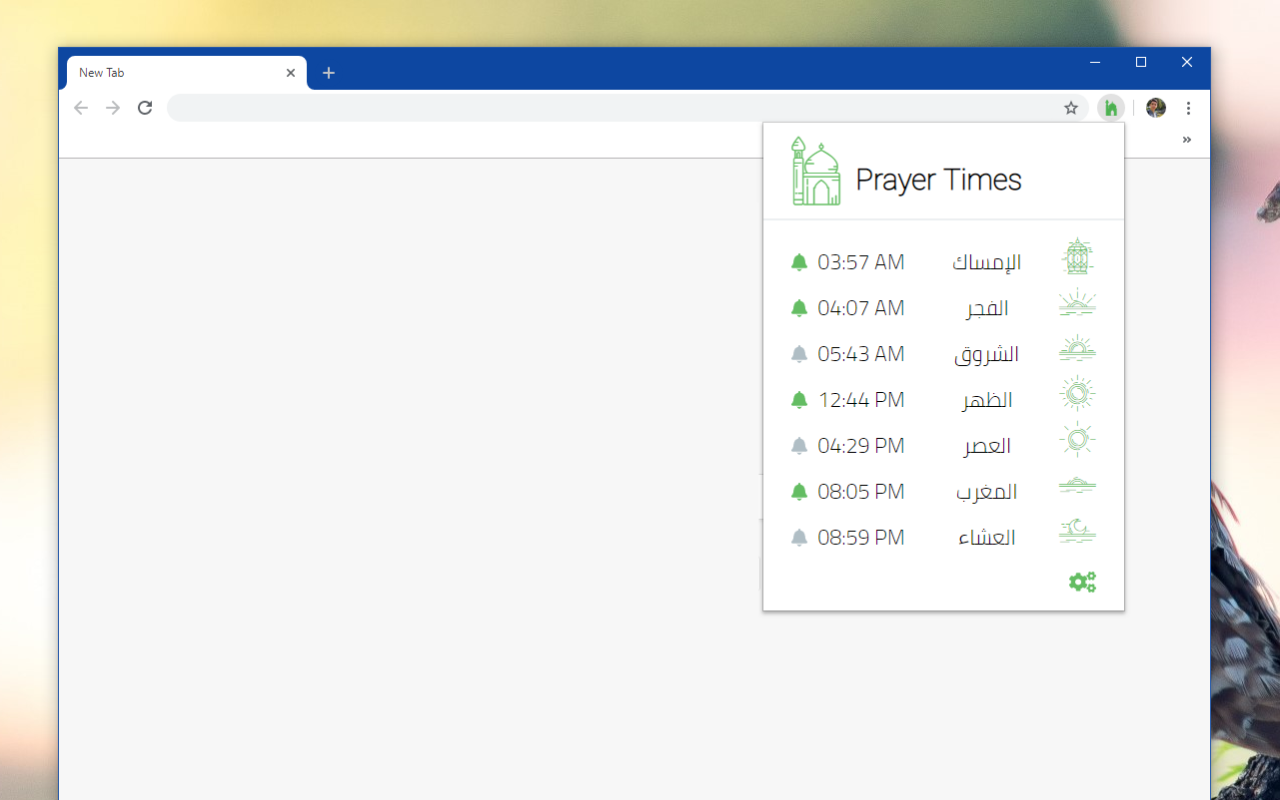 New Tab
Prayer Times
03:57 AM الإمساك
04:07 AM الفجر
05:43 AM الشروق
12:44 PM الظهر
04:29 PM العصر
08:05 PM المغرب
08:59 PM العشاء